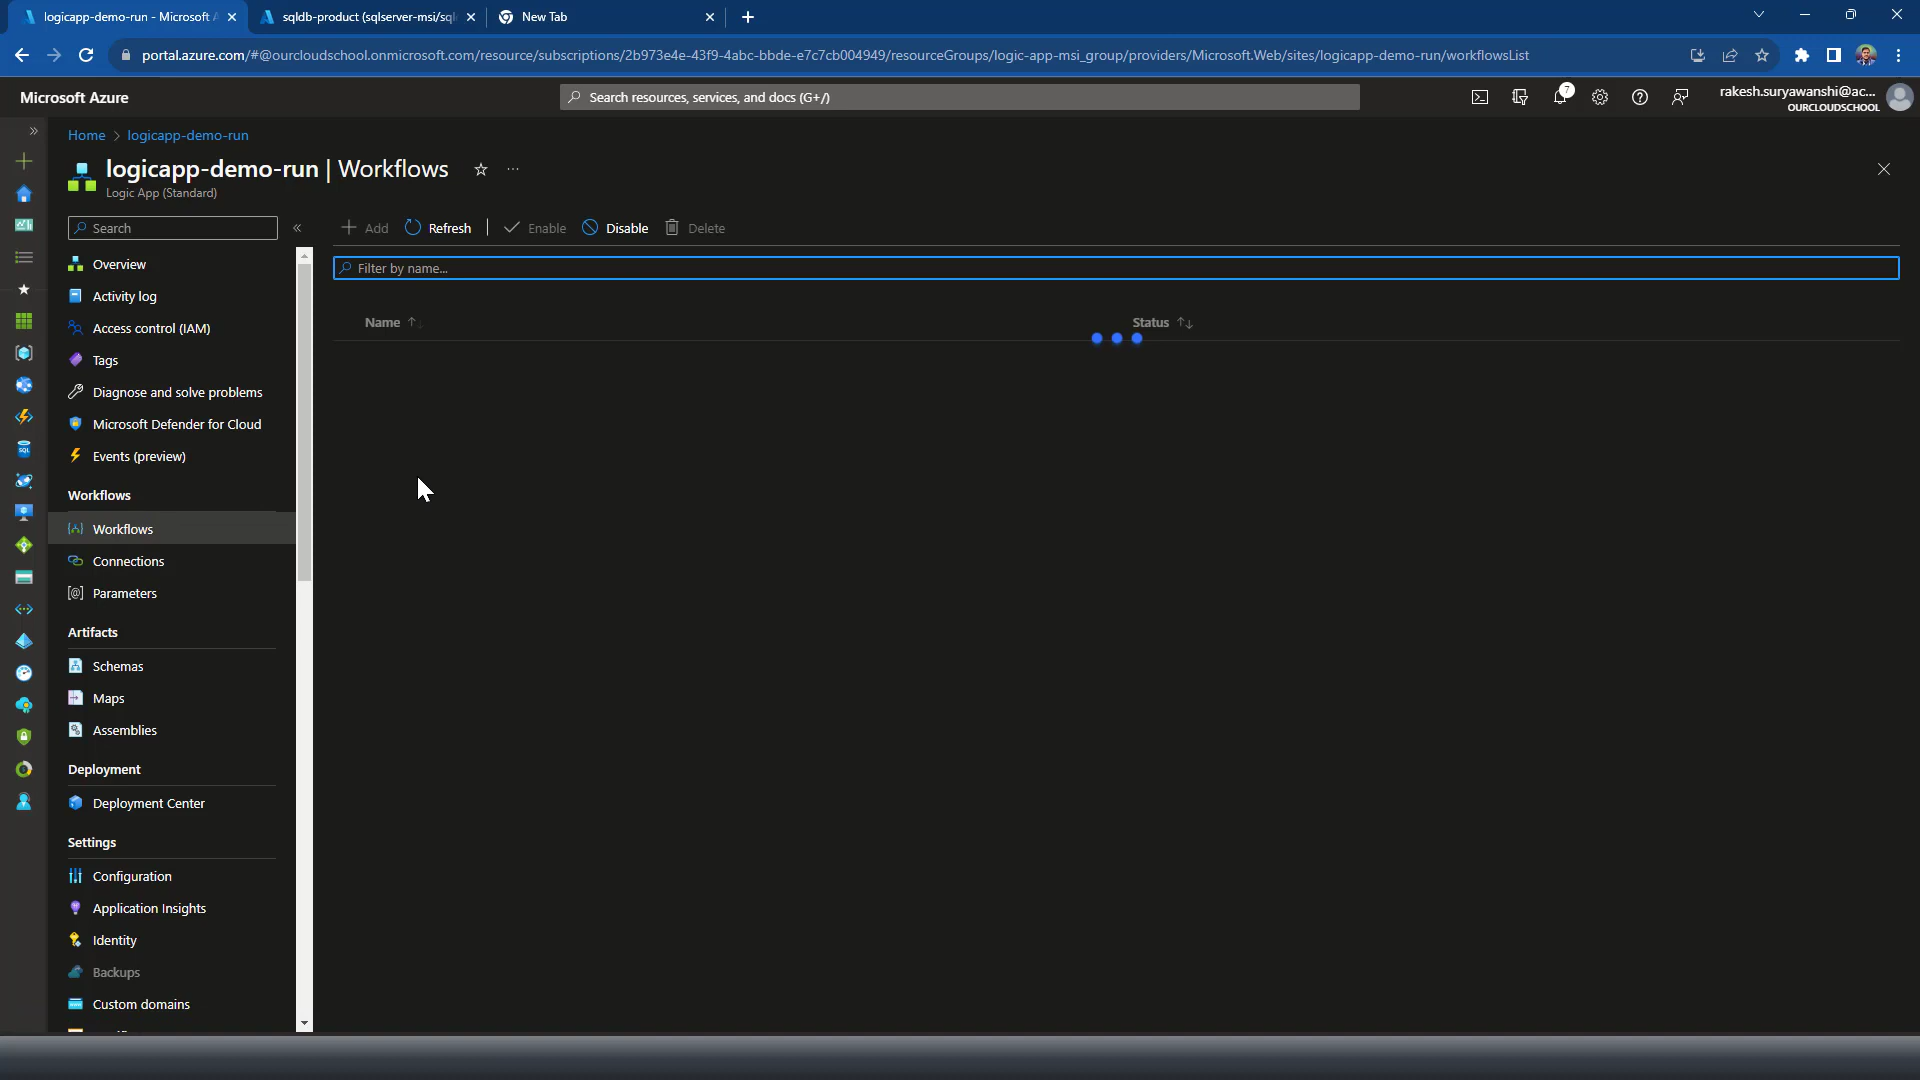 logicapp-demo-run - Microsoft A
sqldb-product (sqlserver-msi/sql
New Tab
portal.azure.com/#@ourcloudschool.onmicrosoft.com/resource/subscriptions/2b973e4e-43f9-4abc-bbde-e7c7cb004949/resourceGroups/logic-app-msi_group/providers/Microsoft.Web/sites/logicapp-demo-run/workflowsList
Microsoft Azure
Search resources, services, and docs (G+/)
7
rakesh.suryawanshi@ac...
OURCLOUDSCHOOL
Home > logicapp-demo-run
logicapp-demo-run | Workflows
Logic App (Standard)
Search
Add
Refresh
Enable
Disable
Delete
Filter by name...
Name
Status
Overview
Activity log
Access control (IAM)
Tags
Diagnose and solve problems
Microsoft Defender for Cloud
Events (preview)
Workflows
Workflows
Connections
Parameters
Artifacts
Schemas
Maps
Assemblies
Deployment
Deployment Center
Settings
Configuration
Application Insights
Identity
Backups
Custom domains
SQL